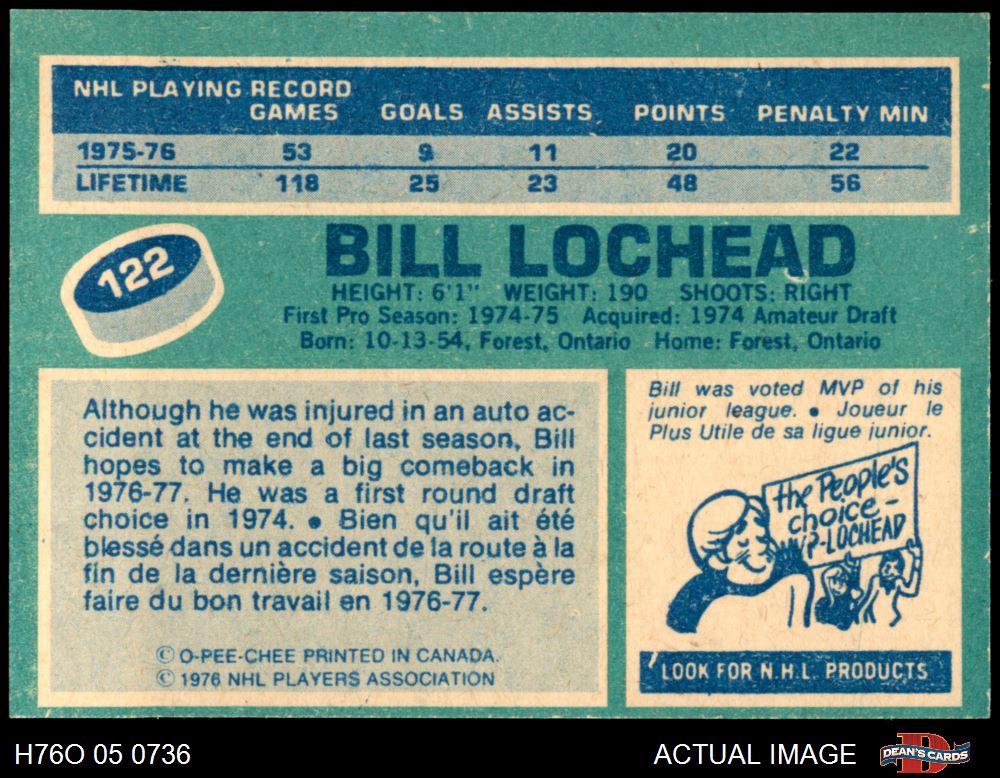 NHL PLAYING RECORD
GAMES GOALS ASSISTS POINTS PENALTY MIN
1975-76 53 9 11 20 22
LIFETIME 118 25 23 48 56
122
BILL LOCHEAD
HEIGHT: 6'1" WEIGHT: 190 SHOOTS: RIGHT
First Pro Season: 1974-75 Acquired: 1974 Amateur Draft
Born: 10-13-54, Forest, Ontario Home: Forest, Ontario
Although he was injured in an auto ac-
cident at the end of last season, Bill
hopes to make a big comeback in
1976-77. He was a first round draft
choice in 1974. • Bien qu'il ait été
blessé dans un accident de la route à la
fin de la dernière saison, Bill espère
faire du bon travail en 1976-77.
© O-PEE-CHEE PRINTED IN CANADA.
© 1976 NHL PLAYERS ASSOCIATION
Bill was voted MVP of his
junior league. • Joueur le
Plus Utile de sa ligue junior.
the People's
choice -
P-LOCHEAD
LOOK FOR N.H.L. PRODUCTS
H76O 05 0736
ACTUAL IMAGE
D
DEAN'S CARDS